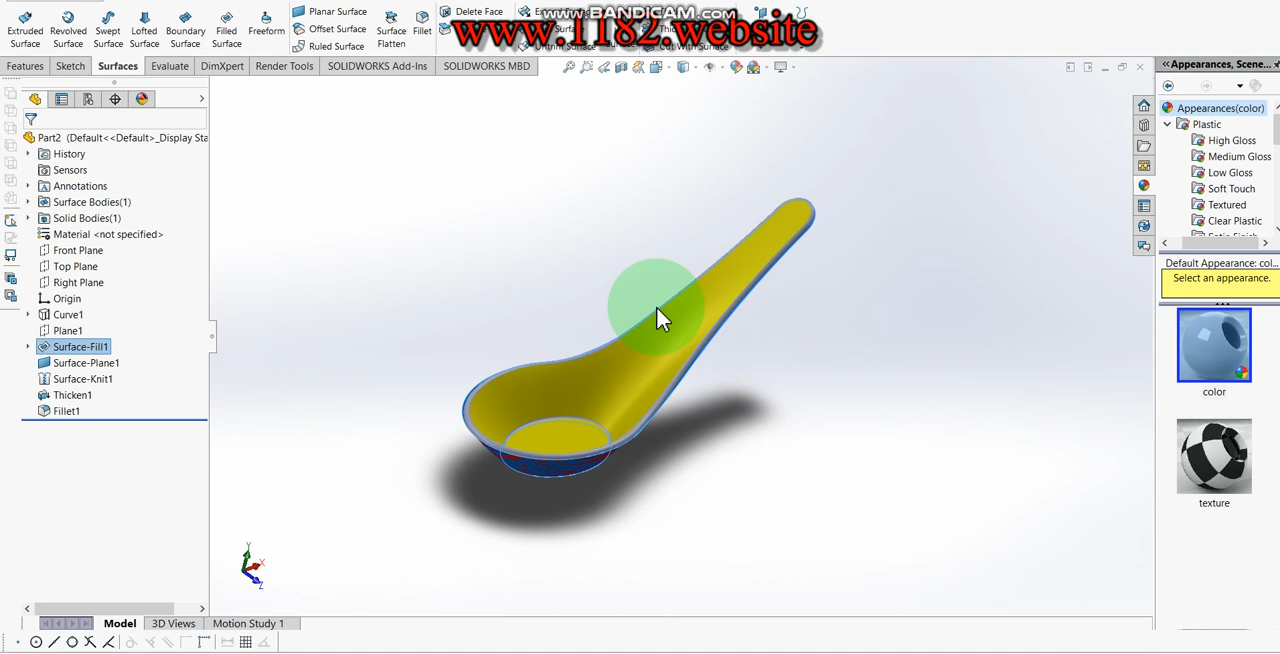 www.BANDICAM.com
www.1182.website
Extruded Surface
Revolved Surface
Swept Surface
Lofted Surface
Boundary Surface
Filled Surface
Freeform
Planar Surface
Offset Surface
Ruled Surface
Surface Flatten
Fillet
Delete Face
Cut With Surface
Features
Sketch
Surfaces
Evaluate
DimXpert
Render Tools
SOLIDWORKS Add-Ins
SOLIDWORKS MBD
Part2 (Default<<Default>_Display Sta
History
Sensors
Annotations
Surface Bodies(1)
Solid Bodies(1)
Material <not specified>
Front Plane
Top Plane
Right Plane
Origin
Curve1
Plane1
Surface-Fill1
Surface-Plane1
Surface-Knit1
Thicken1
Fillet1
Y
X
Z
Model
3D Views
Motion Study 1
Appearances, Scene...
Appearances(color)
Plastic
High Gloss
Medium Gloss
Low Gloss
Soft Touch
Textured
Clear Plastic
Default Appearance: col...
Select an appearance.
color
texture